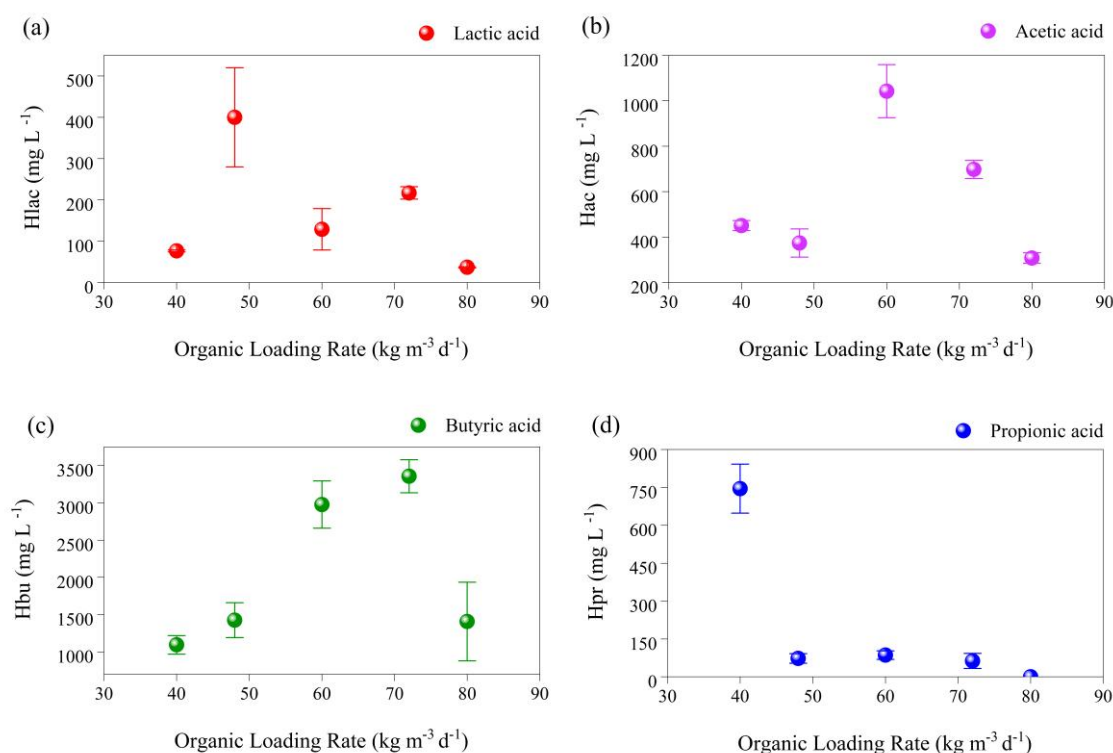 (a)
Lactic acid
Hlac (mg L⁻¹)
500
400
300
200
100
0
30 40 50 60 70 80 90
Organic Loading Rate (kg m⁻³ d⁻¹)
(b)
Acetic acid
Hac (mg L⁻¹)
1200
1000
800
600
400
200
30 40 50 60 70 80 90
Organic Loading Rate (kg m⁻³ d⁻¹)
(c)
Butyric acid
Hbu (mg L⁻¹)
3500
3000
2500
2000
1500
1000
30 40 50 60 70 80 90
Organic Loading Rate (kg m⁻³ d⁻¹)
(d)
Propionic acid
Hpr (mg L⁻¹)
900
750
600
450
300
150
0
30 40 50 60 70 80 90
Organic Loading Rate (kg m⁻³ d⁻¹)